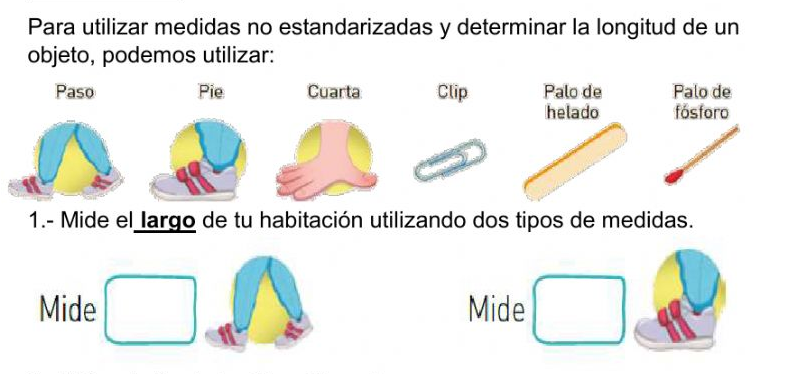 Para utilizar medidas no estandarizadas y determinar la longitud de un
objeto, podemos utilizar:
Paso Pie Cuarta Clip Palo de helado Palo de fósforo
1.- Mide el largo de tu habitación utilizando dos tipos de medidas.
Mide Mide